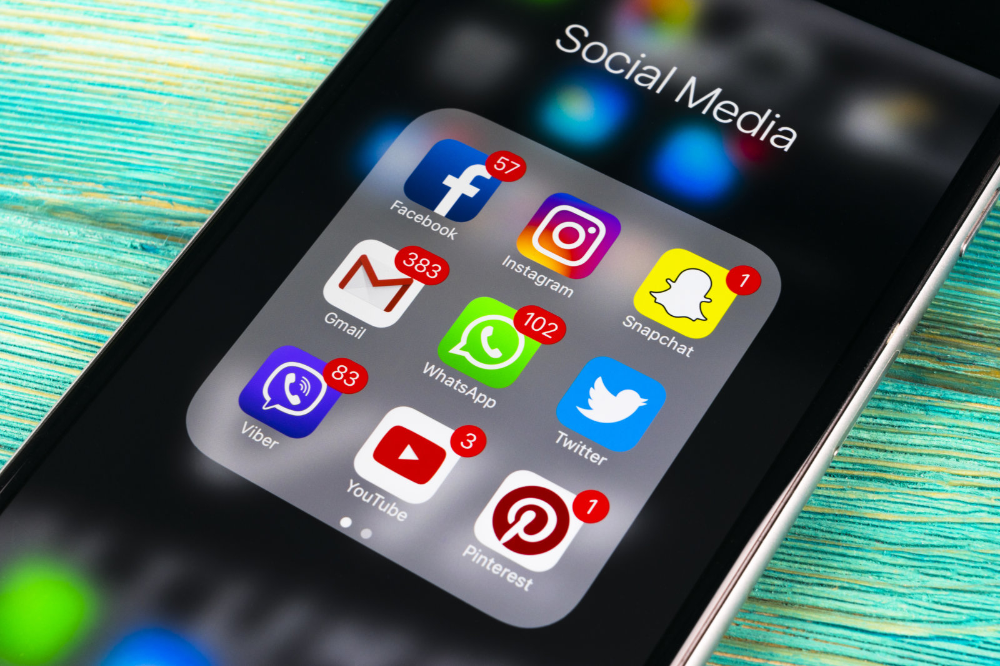 Social Media
57
Facebook
Instagram
1
Snapchat
383
Gmail
102
WhatsApp
Twitter
83
Viber
3
YouTube
1
Pinterest